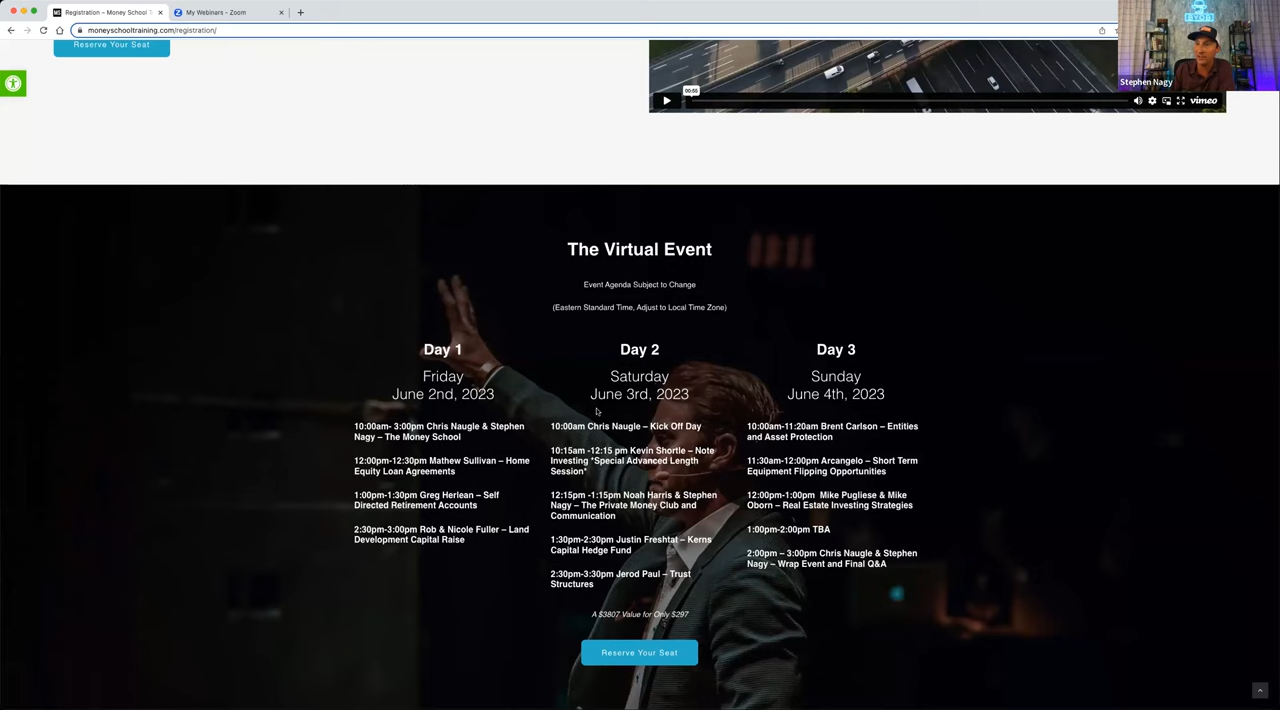 Registration – Money School T
My Webinars - Zoom
moneyschooltraining.com/registration/
Reserve Your Seat
Stephen Nagy
00:55
vimeo
The Virtual Event
Event Agenda Subject to Change
(Eastern Standard Time, Adjust to Local Time Zone)
Day 1
Friday
June 2nd, 2023
10:00am- 3:00pm Chris Naugle & Stephen
Nagy – The Money School
12:00pm-12:30pm Mathew Sullivan – Home
Equity Loan Agreements
1:00pm-1:30pm Greg Herlean – Self
Directed Retirement Accounts
2:30pm-3:00pm Rob & Nicole Fuller – Land
Development Capital Raise
Day 2
Saturday
June 3rd, 2023
10:00am Chris Naugle – Kick Off Day
10:15am -12:15 pm Kevin Shortle – Note
Investing *Special Advanced Length
Session*
12:15pm -1:15pm Noah Harris & Stephen
Nagy – The Private Money Club and
Communication
1:30pm-2:30pm Justin Freshtat – Kerns
Capital Hedge Fund
2:30pm-3:30pm Jerod Paul – Trust
Structures
Day 3
Sunday
June 4th, 2023
10:00am-11:20am Brent Carlson – Entities
and Asset Protection
11:30am-12:00pm Arcangelo – Short Term
Equipment Flipping Opportunities
12:00pm-1:00pm Mike Pugliese & Mike
Oborn – Real Estate Investing Strategies
1:00pm-2:00pm TBA
2:00pm – 3:00pm Chris Naugle & Stephen
Nagy – Wrap Event and Final Q&A
A $3807 Value for Only $297
Reserve Your Seat